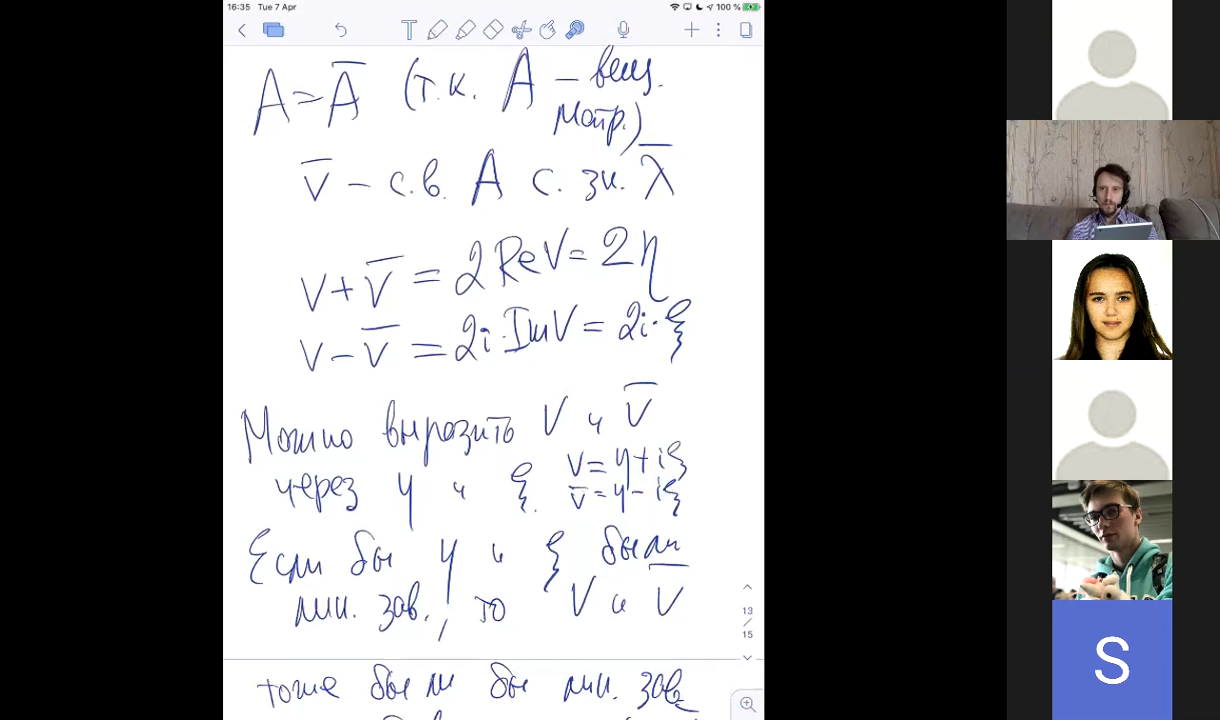 16:35 Tue 7 Apr
100 %
T
A = A̅ (т.к. A – вещ.
матр.)
v̅ – с.в. A с. зн. λ̅
v + v̅ = 2 Re v = 2η
v – v̅ = 2i · Im v = 2i · ξ
Можно выразить v и v̅
через η и ξ. v = η + iξ
v̅ = η – iξ
Если бы η и ξ были
лин. зав., то v и v̅
13
/
15
тоже были бы лин. зав.
S